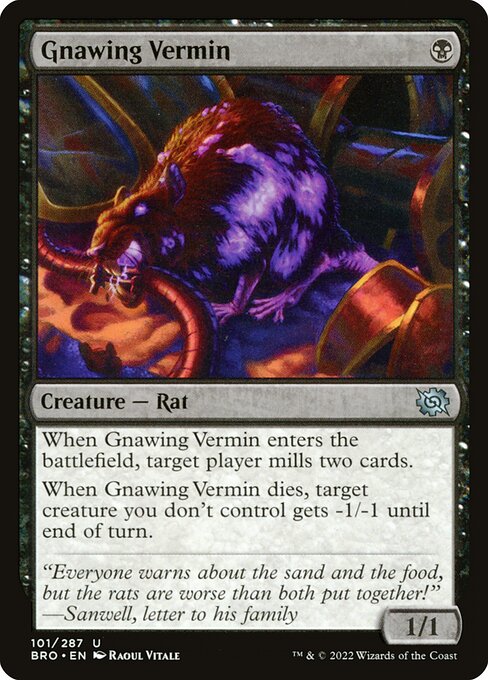 Gnawing Vermin
Creature — Rat
When Gnawing Vermin enters the
battlefield, target player mills two cards.
When Gnawing Vermin dies, target
creature you don't control gets -1/-1 until
end of turn.
“Everyone warns about the sand and the food,
but the rats are worse than both put together!”
—Sanwell, letter to his family
1/1
101/287 U
BRO • EN Raoul Vitale
™ & © 2022 Wizards of the Coast